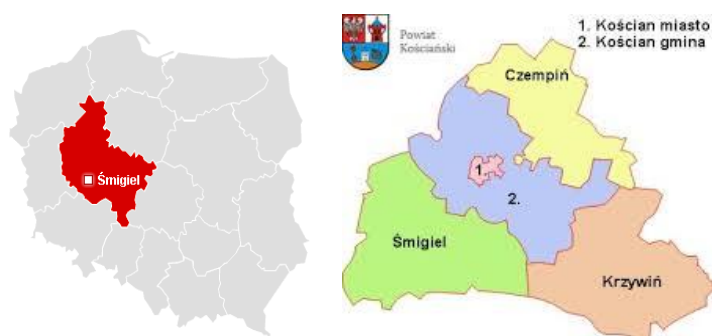 Śmigiel
Powiat
Kościański
1. Kościan miasto
2. Kościan gmina
Czempiń
1.
2.
Śmigiel
Krzywiń